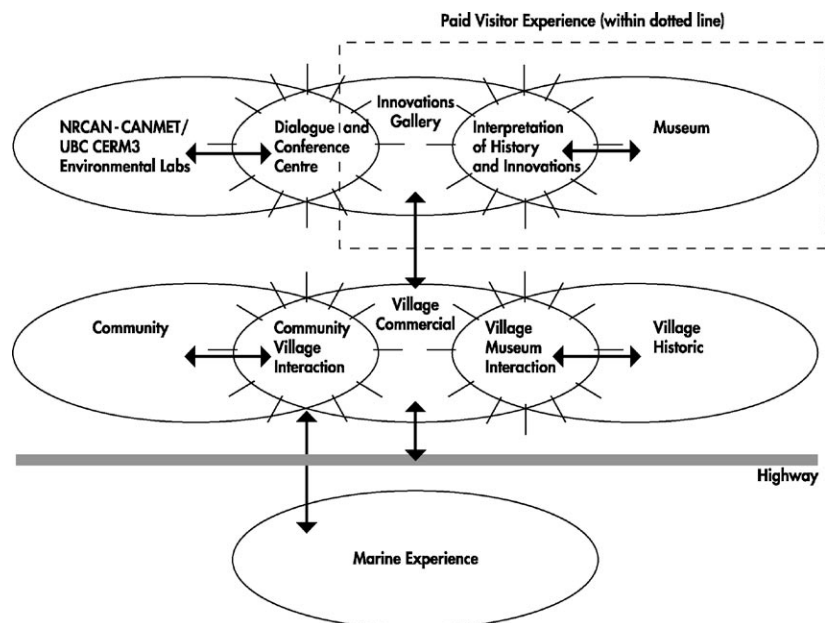 Paid Visitor Experience (within dotted line)
NRCAN - CANMET/
UBC CERM3
Environmental Labs
Dialogue and
Conference
Centre
Innovations
Gallery
Interpretation
of History
and Innovations
Museum
Community
Community
Village
Interaction
Village
Commercial
Village
Museum
Interaction
Village
Historic
Highway
Marine Experience